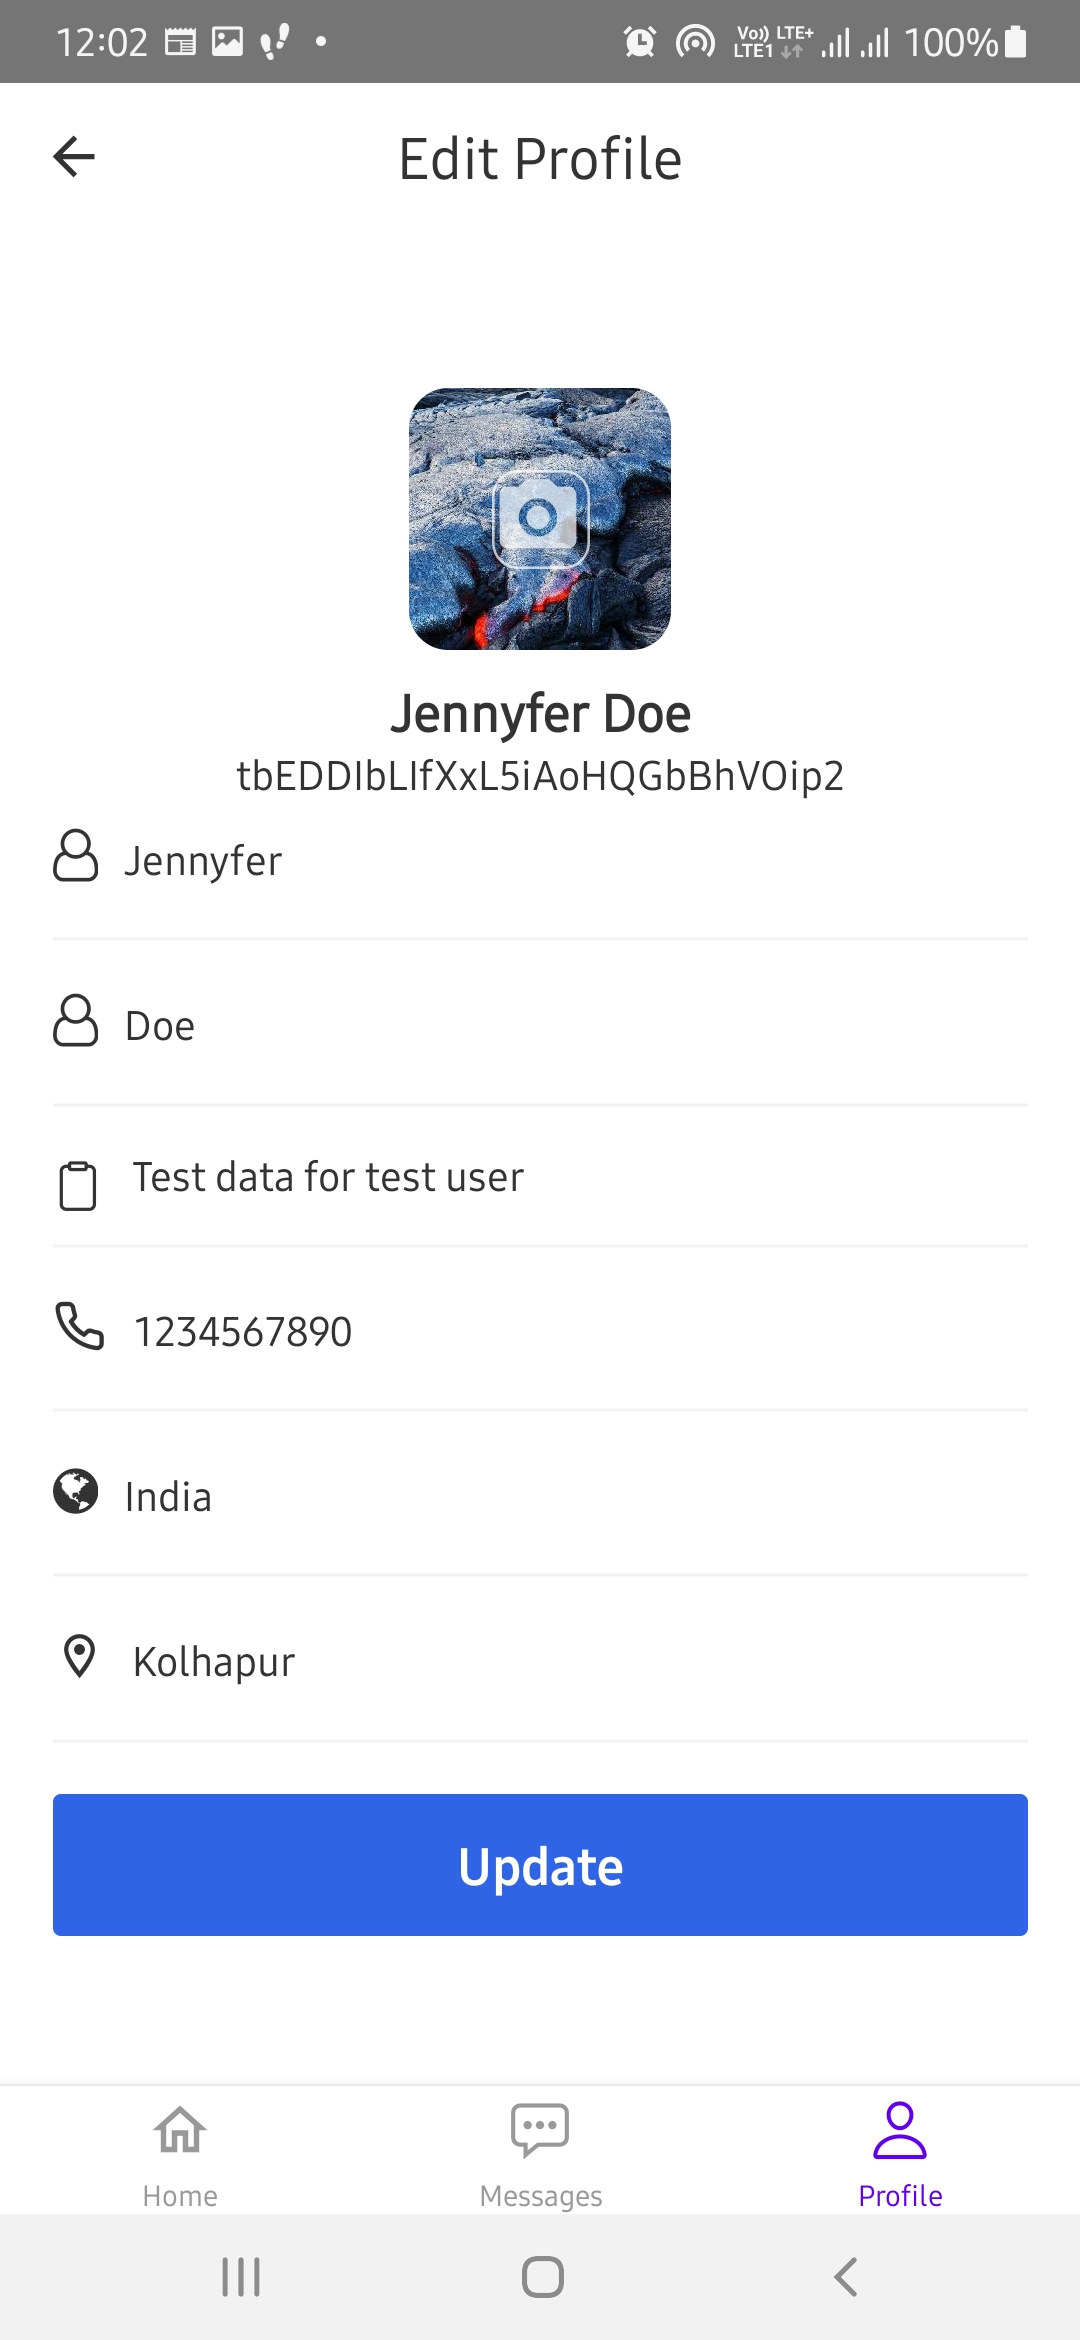 12:02 Vo)) LTE+ LTE1 100%
Edit Profile
Jennyfer Doe
tbEDDIbLIfXxL5iAoHQGbBhVOip2
Jennyfer
Doe
Test data for test user
1234567890
India
Kolhapur
Update
Home Messages Profile